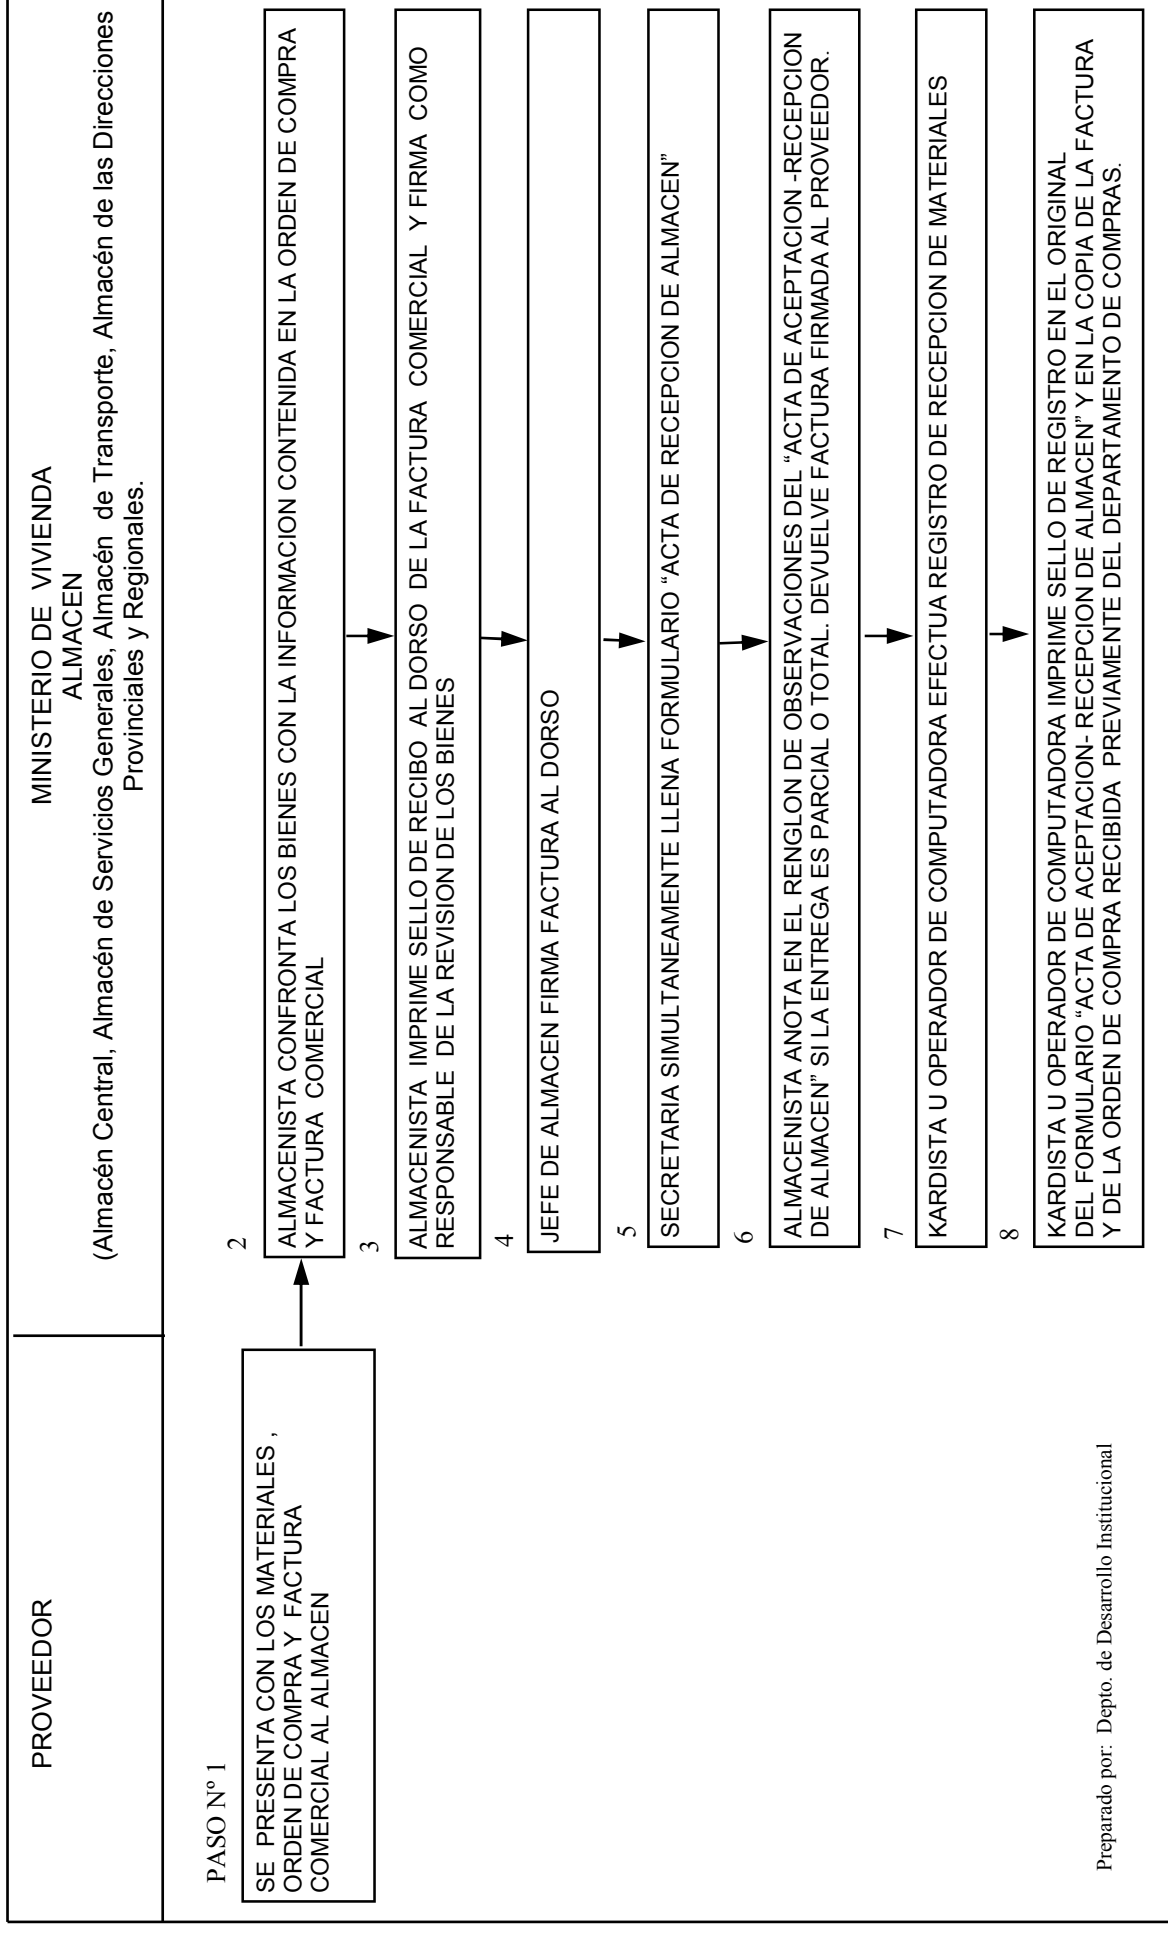 PROVEEDOR
MINISTERIO DE VIVIENDA
ALMACEN
(Almacén Central, Almacén de Servicios Generales, Almacén de Transporte, Almacén de las Direcciones
Provinciales y Regionales.
PASO Nº 1
SE PRESENTA CON LOS MATERIALES ,
ORDEN DE COMPRA Y FACTURA
COMERCIAL AL ALMACEN
2
ALMACENISTA CONFRONTA LOS BIENES CON LA INFORMACION CONTENIDA EN LA ORDEN DE COMPRA
Y FACTURA COMERCIAL
3
ALMACENISTA IMPRIME SELLO DE RECIBO AL DORSO DE LA FACTURA COMERCIAL Y FIRMA COMO
RESPONSABLE DE LA REVISION DE LOS BIENES
4
JEFE DE ALMACEN FIRMA FACTURA AL DORSO
5
SECRETARIA SIMULTANEAMENTE LLENA FORMULARIO “ACTA DE RECEPCION DE ALMACEN”
6
ALMACENISTA ANOTA EN EL RENGLON DE OBSERVACIONES DEL “ACTA DE ACEPTACION -RECEPCION
DE ALMACEN” SI LA ENTREGA ES PARCIAL O TOTAL. DEVUELVE FACTURA FIRMADA AL PROVEEDOR.
7
KARDISTA U OPERADOR DE COMPUTADORA EFECTUA REGISTRO DE RECEPCION DE MATERIALES
8
KARDISTA U OPERADOR DE COMPUTADORA IMPRIME SELLO DE REGISTRO EN EL ORIGINAL
DEL FORMULARIO “ACTA DE ACEPTACION- RECEPCION DE ALMACEN” Y EN LA COPIA DE LA FACTURA
Y DE LA ORDEN DE COMPRA RECIBIDA PREVIAMENTE DEL DEPARTAMENTO DE COMPRAS.
Preparado por: Depto. de Desarrollo Institucional